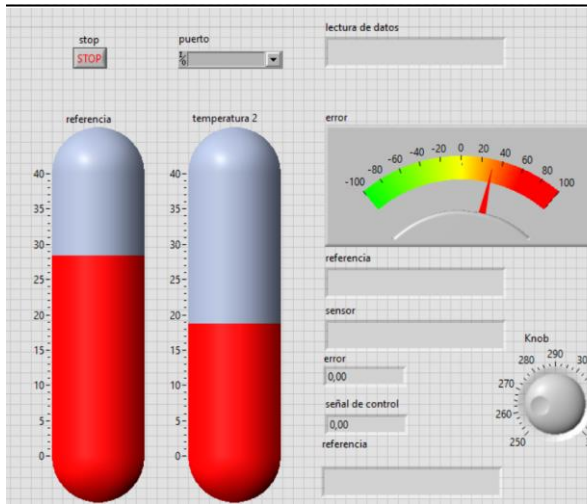 stop
STOP
puerto
lectura de datos
referencia
40
35
30
25
20
15
10
5
0
temperatura 2
40
35
30
25
20
15
10
5
0
error
-100
-80
-60
-40
-20
0
20
40
60
80
100
referencia
sensor
error
0,00
señal de control
0,00
referencia
Knob
250
260
270
280
290